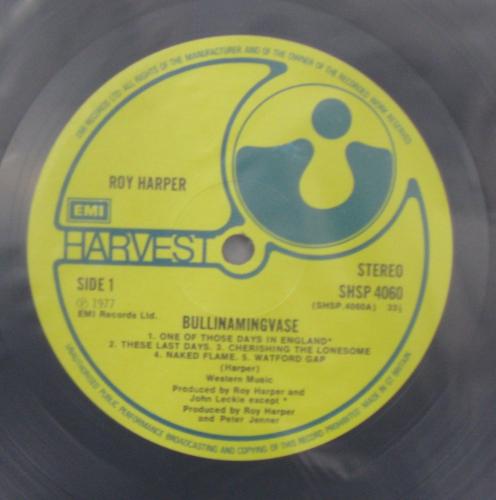 EMI RECORDS LTD. ALL RIGHTS OF THE MANUFACTURER AND OF THE OWNER OF THE RECORDED WORK RESERVED
ROY HARPER
EMI
HARVEST
SIDE 1
℗ 1977
EMI Records Ltd.
STEREO
SHSP 4060
(SHSP.4060A) 33⅓
BULLINAMINGVASE
1. ONE OF THOSE DAYS IN ENGLAND*
2. THESE LAST DAYS. 3. CHERISHING THE LONESOME
4. NAKED FLAME. 5. WATFORD GAP
(Harper)
Western Music
Produced by Roy Harper and
John Leckie except *
Produced by Roy Harper
and Peter Jenner
UNAUTHORISED PUBLIC PERFORMANCE BROADCASTING AND COPYING OF THIS RECORD PROHIBITED. MADE IN GT. BRITAIN